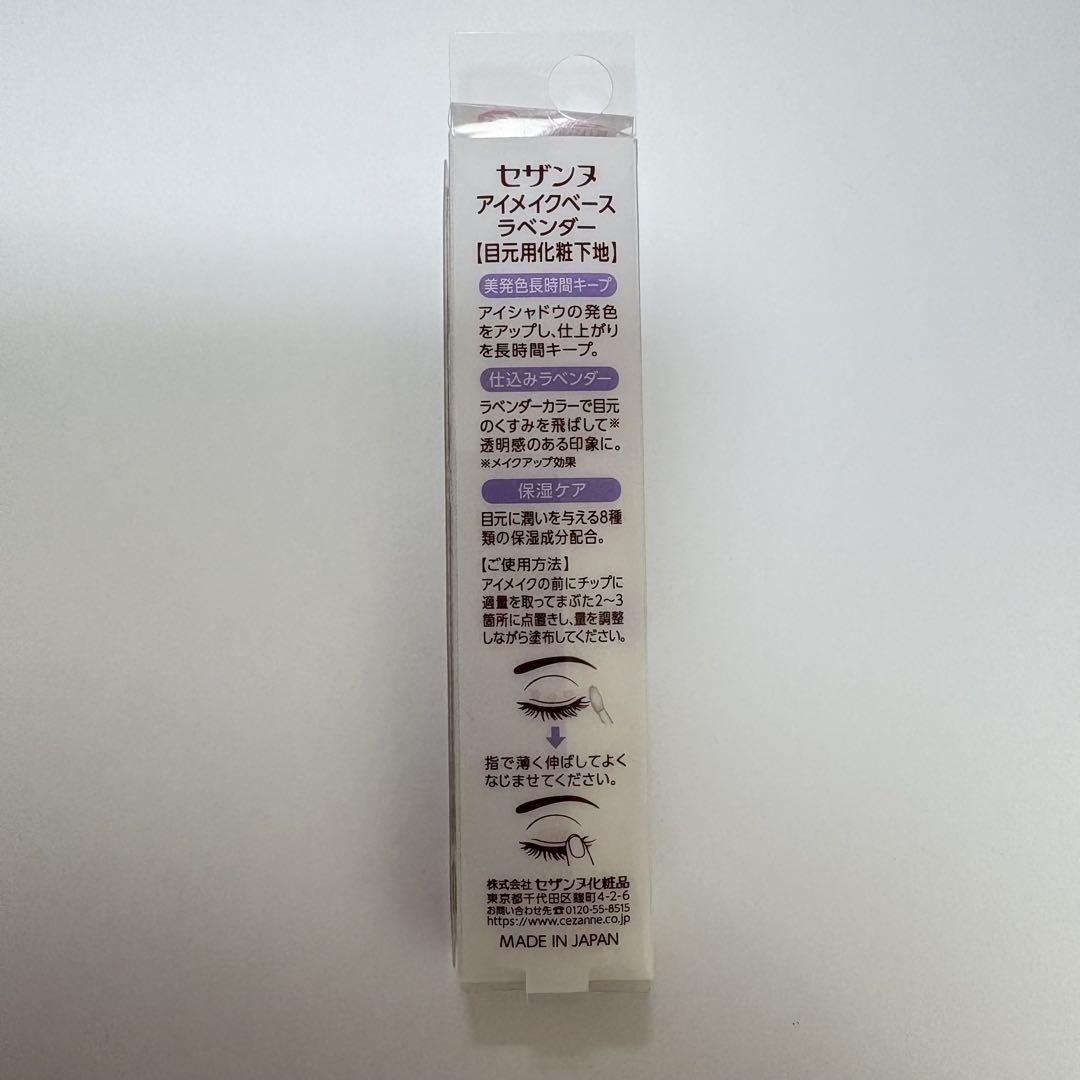 セザンヌ
アイメイクベース
ラベンダー
【目元用化粧下地】
美発色長時間キープ
アイシャドウの発色
をアップし、仕上がり
を長時間キープ。
仕込みラベンダー
ラベンダーカラーで目元
のくすみを飛ばして※
透明感のある印象に。
※メイクアップ効果
保湿ケア
目元に潤いを与える8種
類の保湿成分配合。
【ご使用方法】
アイメイクの前にチップに
適量を取ってまぶた2〜3
箇所に点置きし、量を調整
しながら塗布してください。
指で薄く伸ばしてよく
なじませてください。
株式会社 セザンヌ化粧品
東京都千代田区麹町4-2-6
お問い合わせ先☎0120-55-8515
https://www.cezanne.co.jp
MADE IN JAPAN